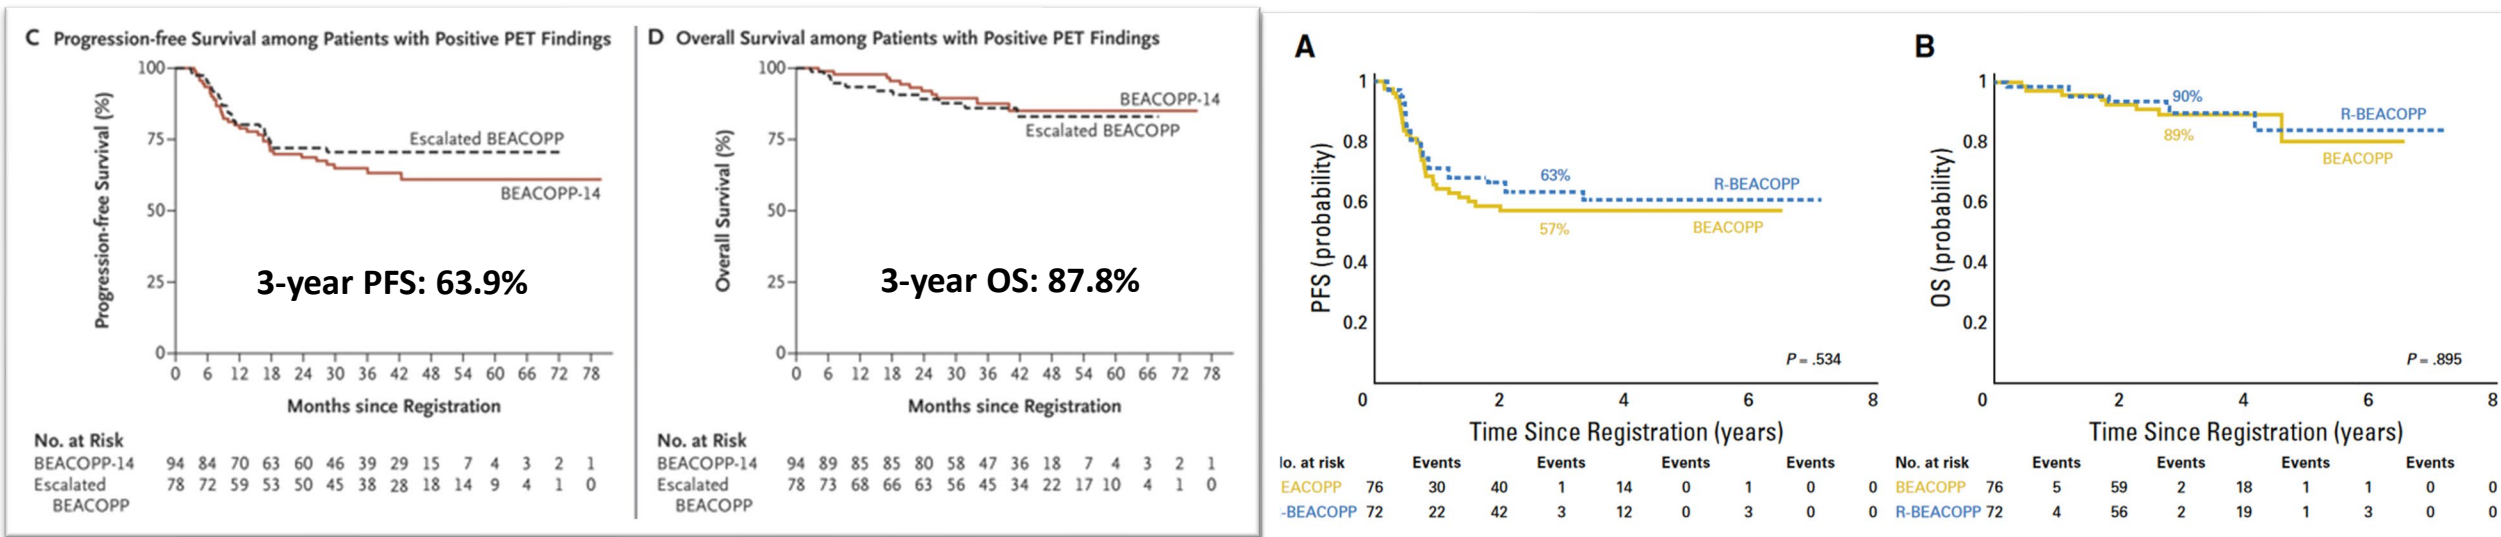 C Progression-free Survival among Patients with Positive PET Findings
100
75
50
25
0
Progression-free Survival (%)
Escalated BEACOPP
BEACOPP-14
3-year PFS: 63.9%
0 6 12 18 24 30 36 42 48 54 60 66 72 78
Months since Registration
No. at Risk
BEACOPP-14 94 84 70 63 60 46 39 29 15 7 4 3 2 1
Escalated 78 72 59 53 50 45 38 28 18 14 9 4 1 0
BEACOPP
D Overall Survival among Patients with Positive PET Findings
100
75
50
25
0
Overall Survival (%)
BEACOPP-14
Escalated BEACOPP
3-year OS: 87.8%
0 6 12 18 24 30 36 42 48 54 60 66 72 78
Months since Registration
No. at Risk
BEACOPP-14 94 89 85 85 80 58 47 36 18 7 4 3 2 1
Escalated 78 73 68 66 63 56 45 34 22 17 10 4 1 0
BEACOPP
A
1
0.8
0.6
0.4
0.2
PFS (probability)
63%
R-BEACOPP
57%
BEACOPP
P = .534
0 2 4 6 8
Time Since Registration (years)
lo. at risk Events Events Events Events
EACOPP 76 30 40 1 14 0 1 0 0
-BEACOPP 72 22 42 3 12 0 3 0 0
B
1
0.8
0.6
0.4
0.2
OS (probability)
90%
R-BEACOPP
89%
BEACOPP
P = .895
0 2 4 6 8
Time Since Registration (years)
No. at risk Events Events Events Events
BEACOPP 76 5 59 2 18 1 1 0 0
R-BEACOPP 72 4 56 2 19 1 3 0 0